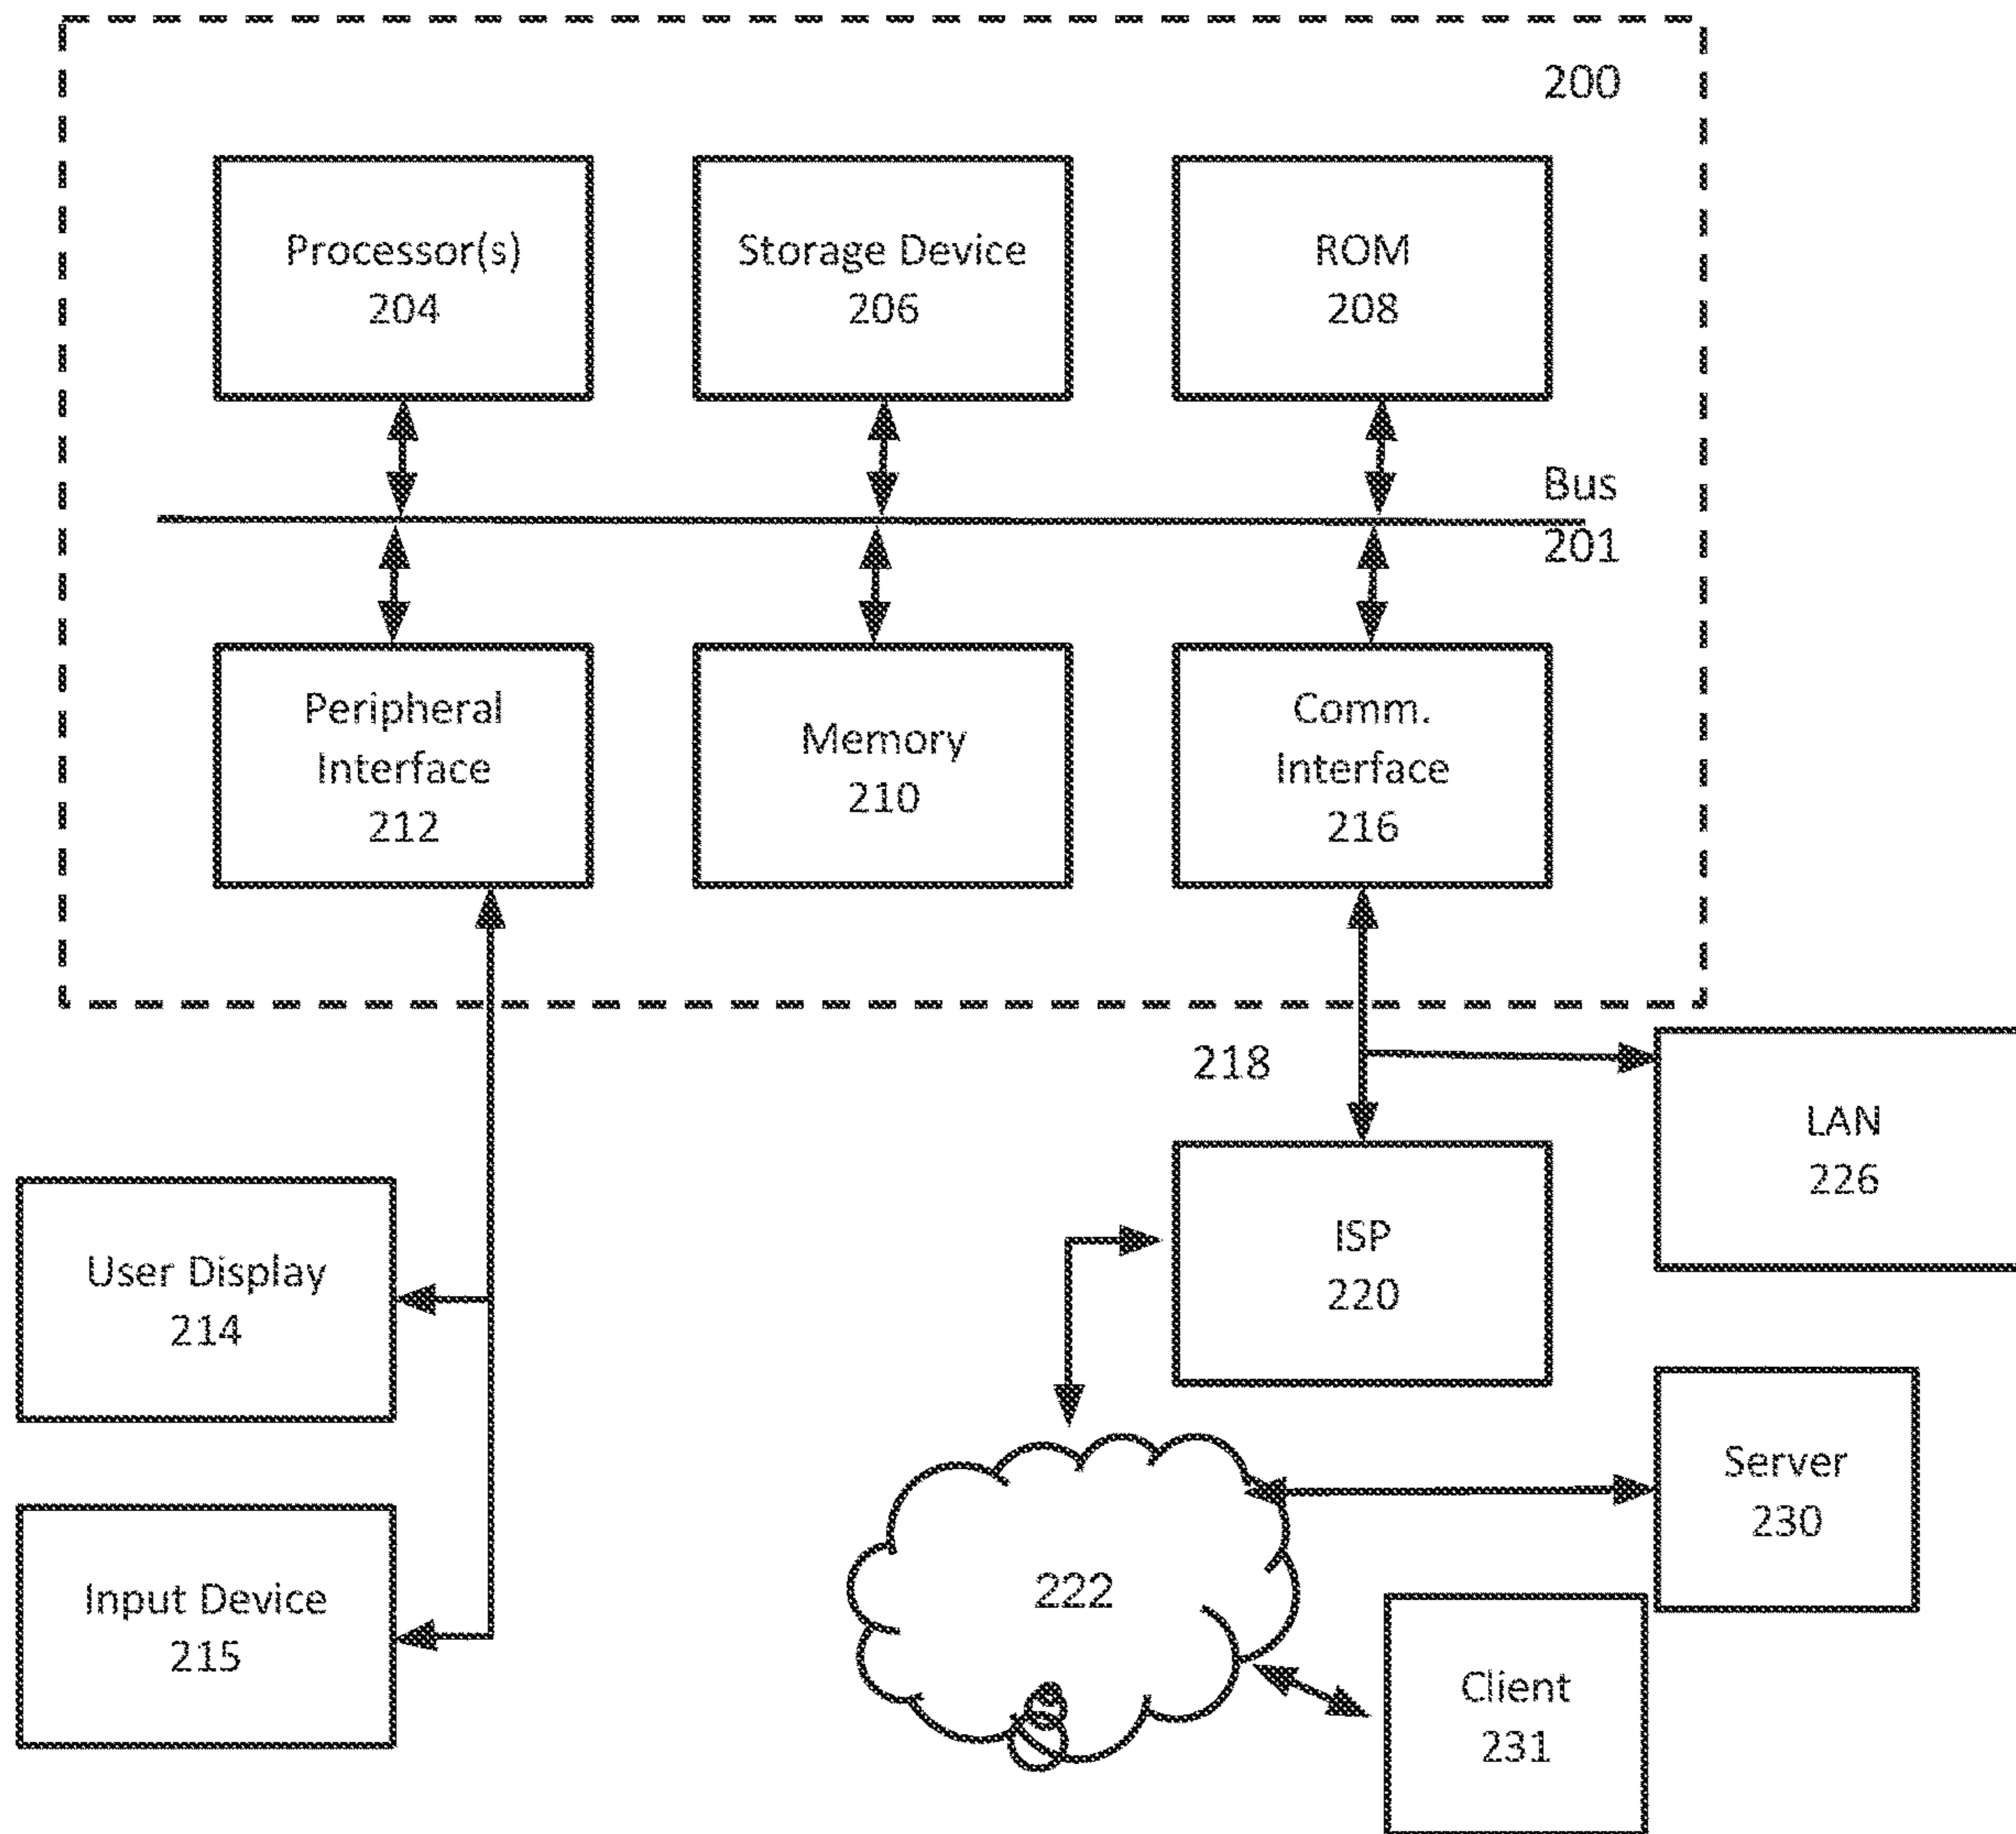 200
Processor(s)
204
Storage Device
206
ROM
208
Bus
201
Peripheral
Interface
212
Memory
210
Comm.
Interface
216
218
LAN
226
User Display
214
ISP
220
Server
230
Input Device
215
222
Client
231